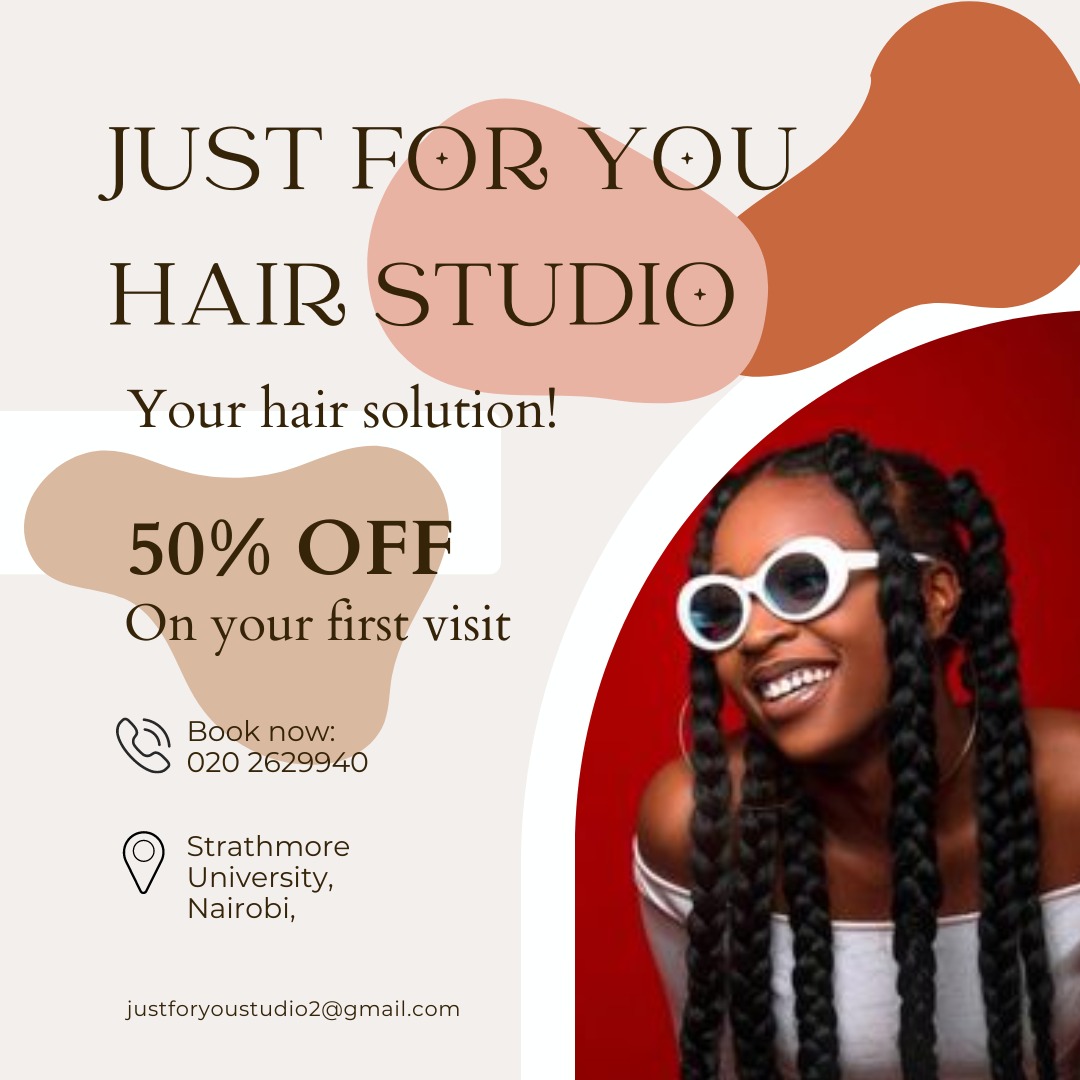 JUST FOR YOU
HAIR STUDIO
Your hair solution!
50% OFF
On your first visit
Book now:
020 2629940
Strathmore
University,
Nairobi,
justforyoustudio2@gmail.com